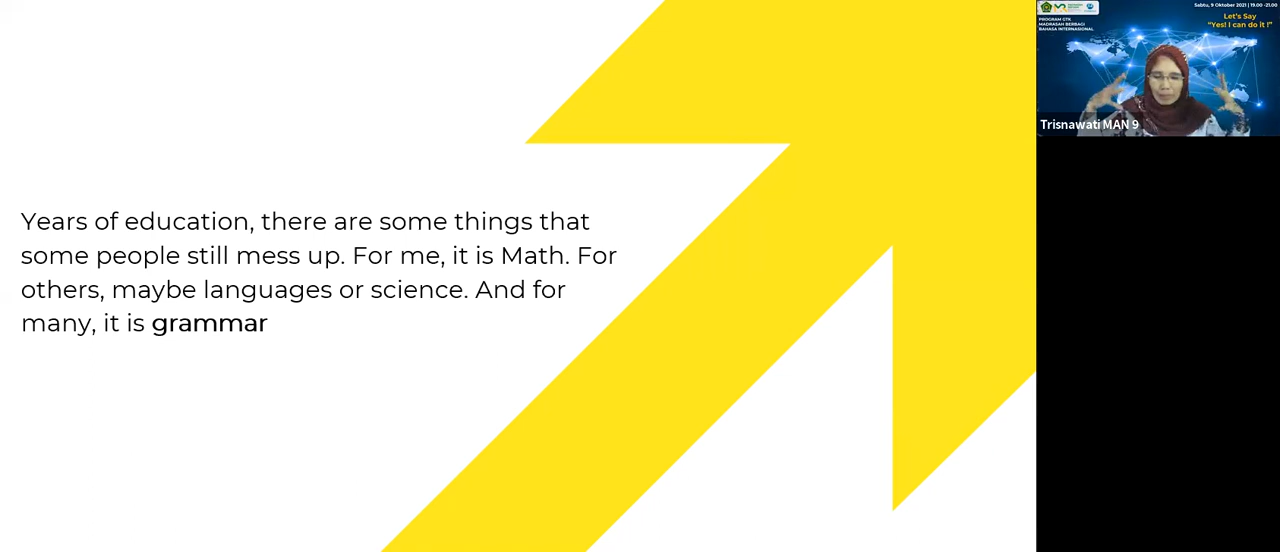 Years of education, there are some things that
some people still mess up. For me, it is Math. For
others, maybe languages or science. And for
many, it is grammar
Sabtu, 9 Oktober 2021 | 19.00 -21.00
Let's Say
"Yes! I can do it !"
PROGRAM GTK
MADRASAH BERBAGI
BAHASA INTERNASIONAL
Trisnawati MAN 9